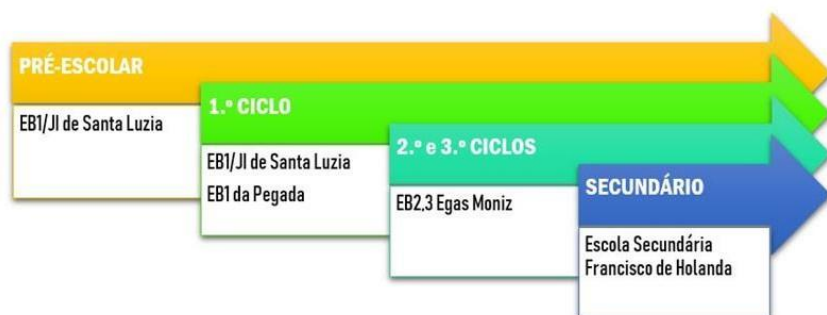 PRÉ-ESCOLAR
EB1/JI de Santa Luzia
1.º CICLO
EB1/JI de Santa Luzia
EB1 da Pegada
2.º e 3.º CICLOS
EB2,3 Egas Moniz
SECUNDÁRIO
Escola Secundária
Francisco de Holanda